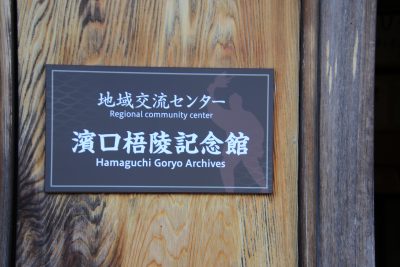 地域交流センター
Regional community center
濱口梧陵記念館
Hamaguchi Goryo Archives